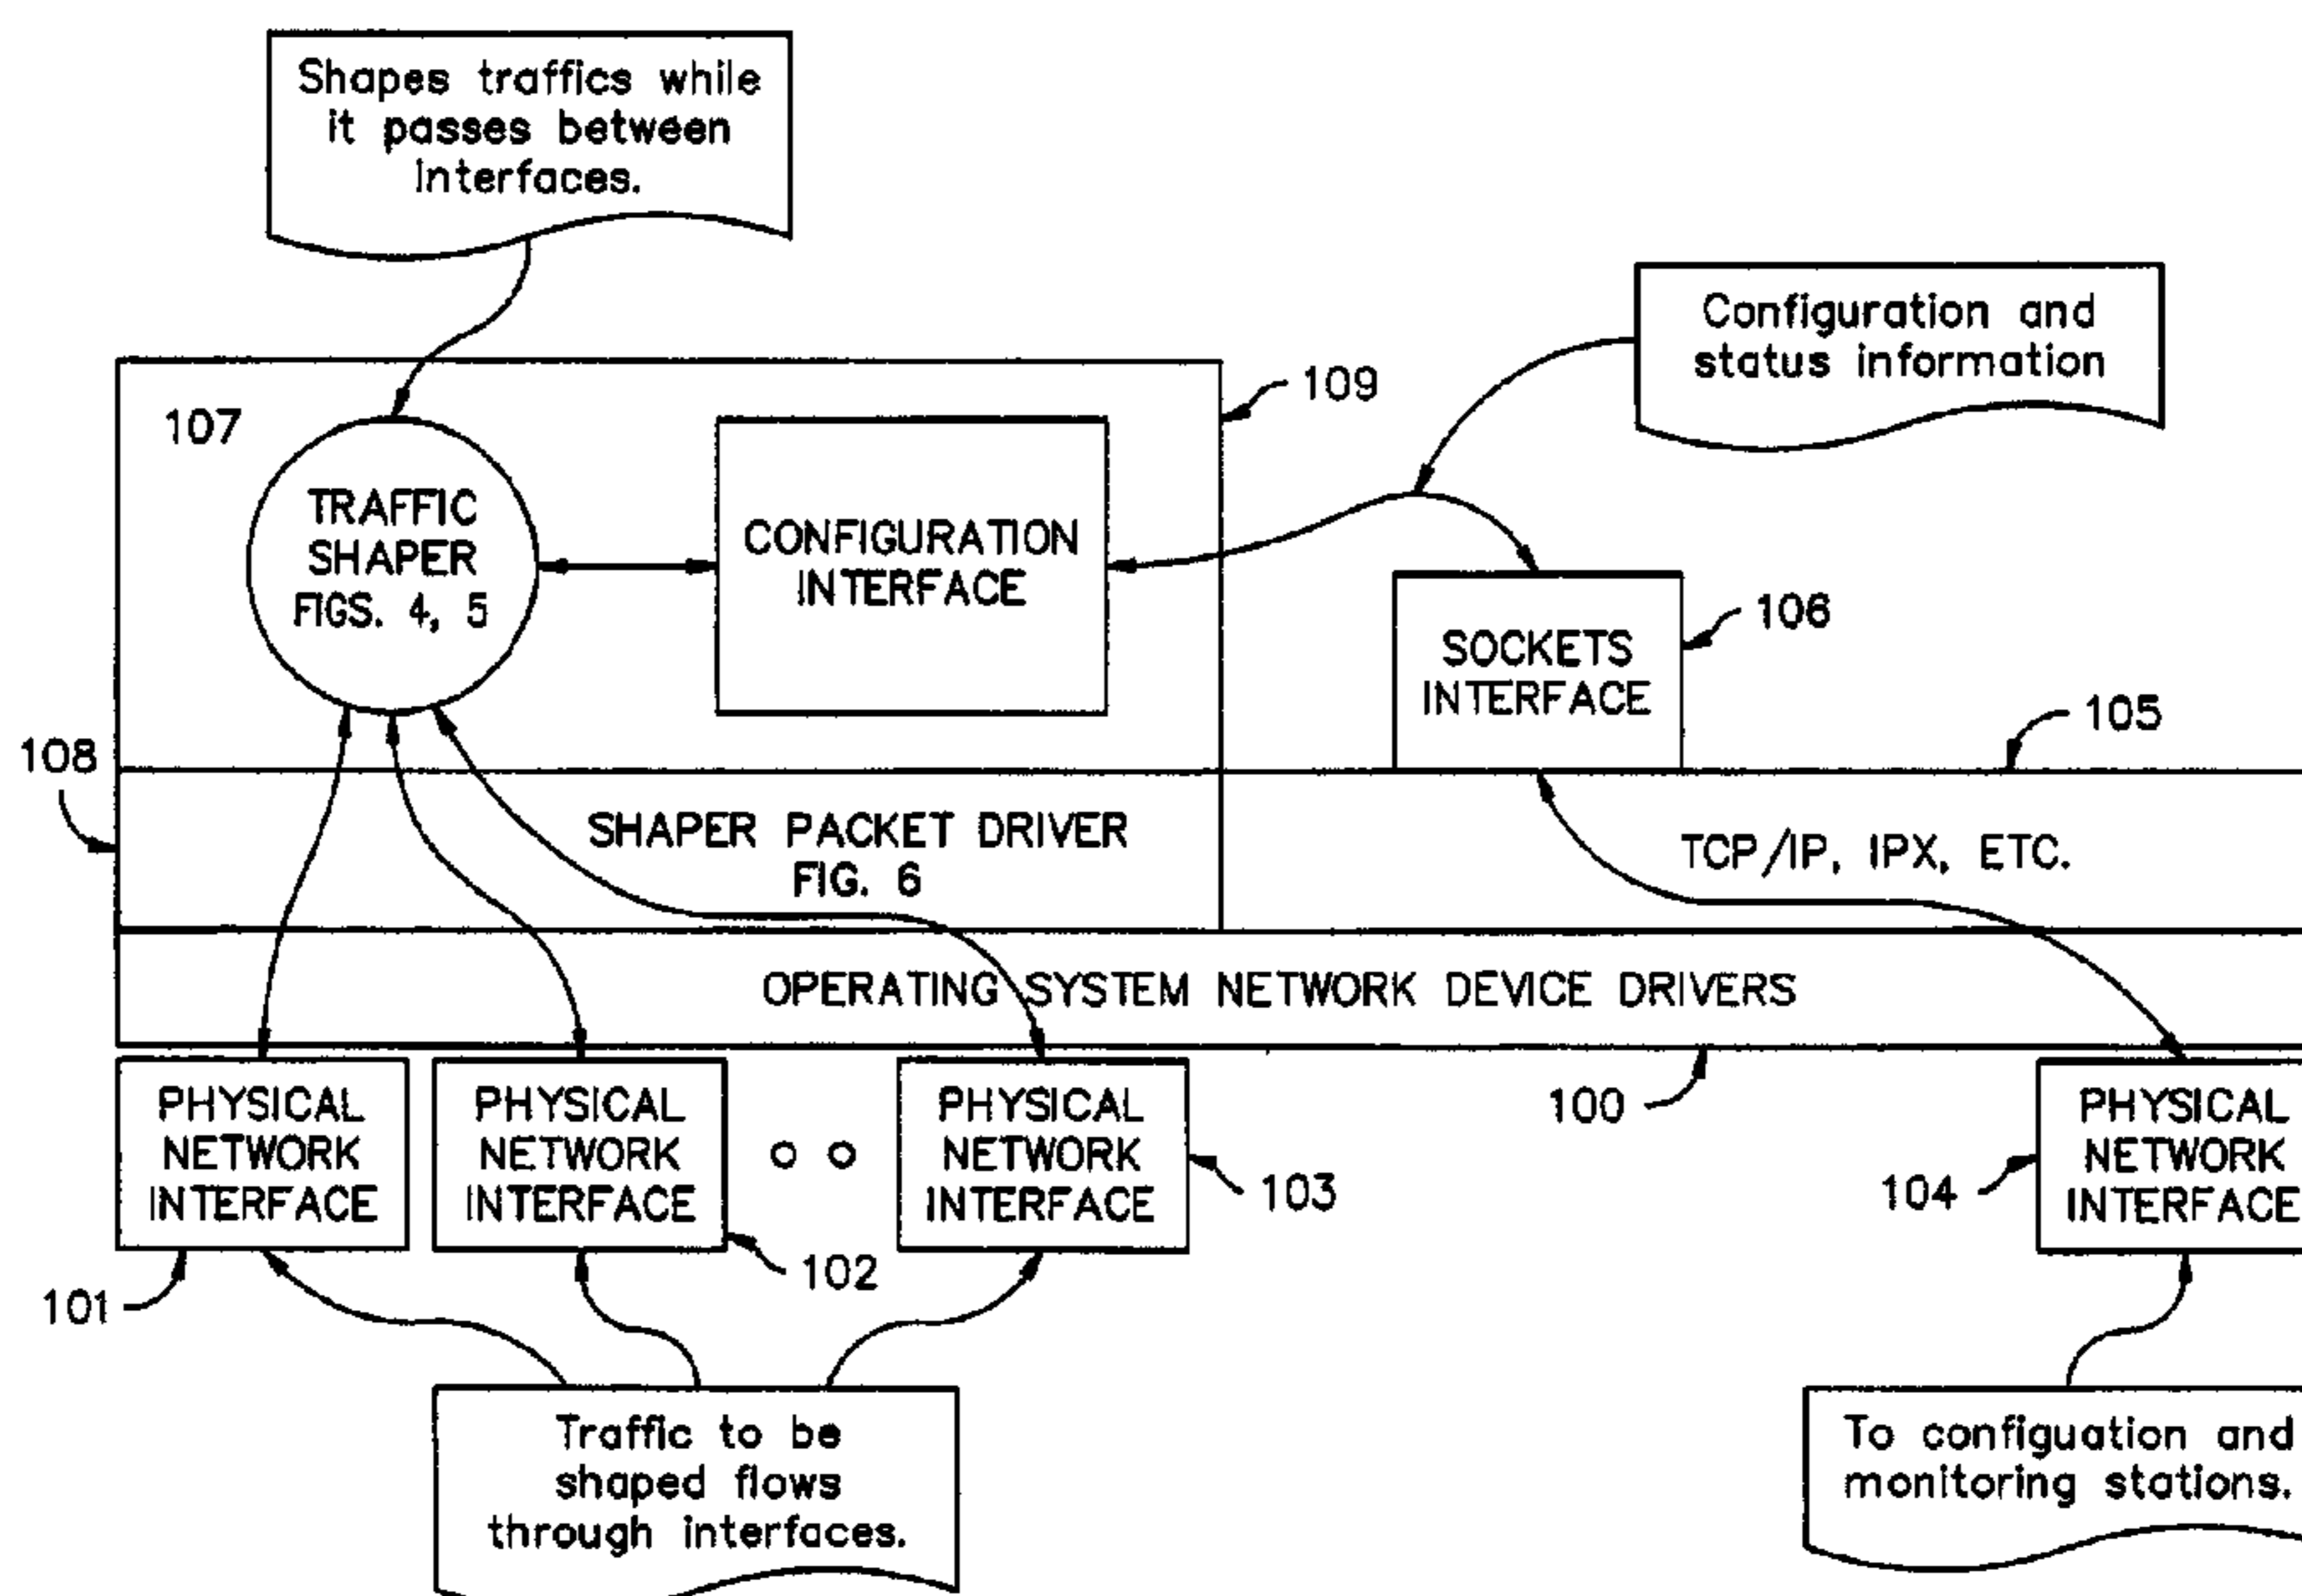 Shapes traffics while
it passes between
interfaces.
Configuration and
status information
109
107
TRAFFIC
SHAPER
FIGS. 4, 5
CONFIGURATION
INTERFACE
106
SOCKETS
INTERFACE
105
108
SHAPER PACKET DRIVER
FIG. 6
TCP/IP, IPX, ETC.
OPERATING SYSTEM NETWORK DEVICE DRIVERS
100
PHYSICAL
NETWORK
INTERFACE
101
PHYSICAL
NETWORK
INTERFACE
102
PHYSICAL
NETWORK
INTERFACE
103
104
PHYSICAL
NETWORK
INTERFACE
Traffic to be
shaped flows
through interfaces.
To configuation and
monitoring stations.